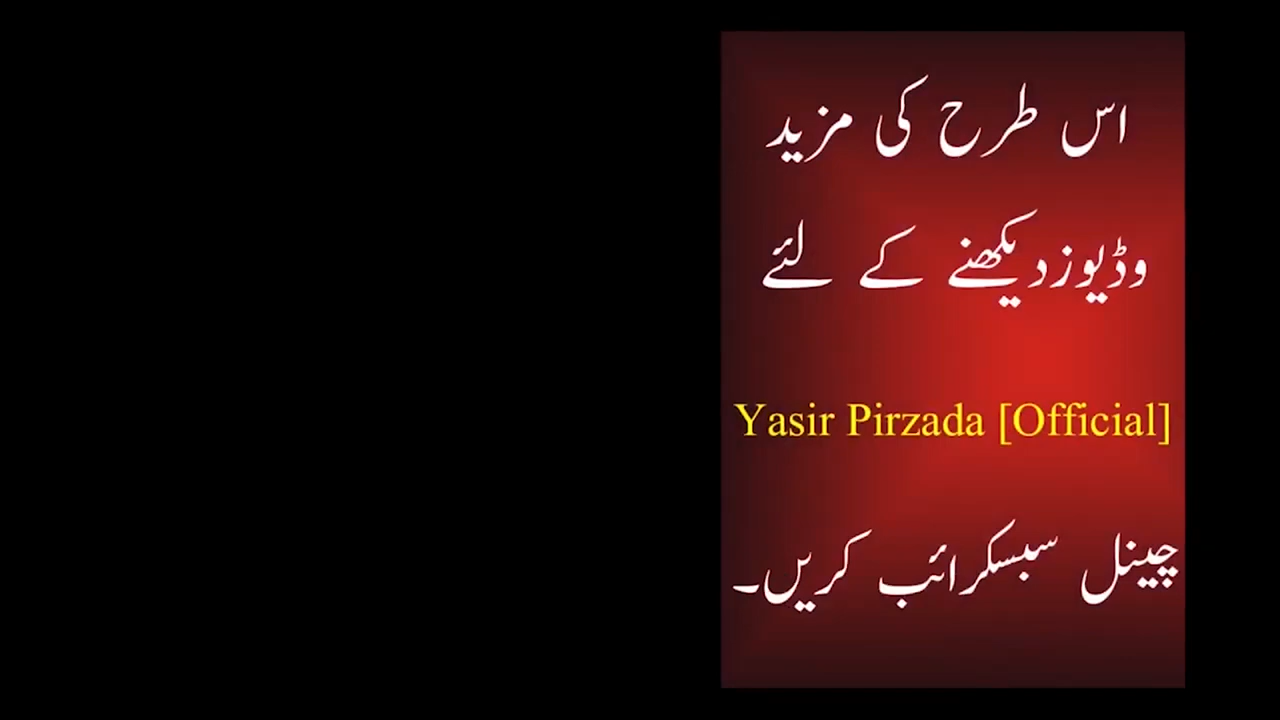 اس طرح کی مزید
وڈیوز دیکھنے کے لئے
Yasir Pirzada [Official]
چینل سبسکرائب کریں۔